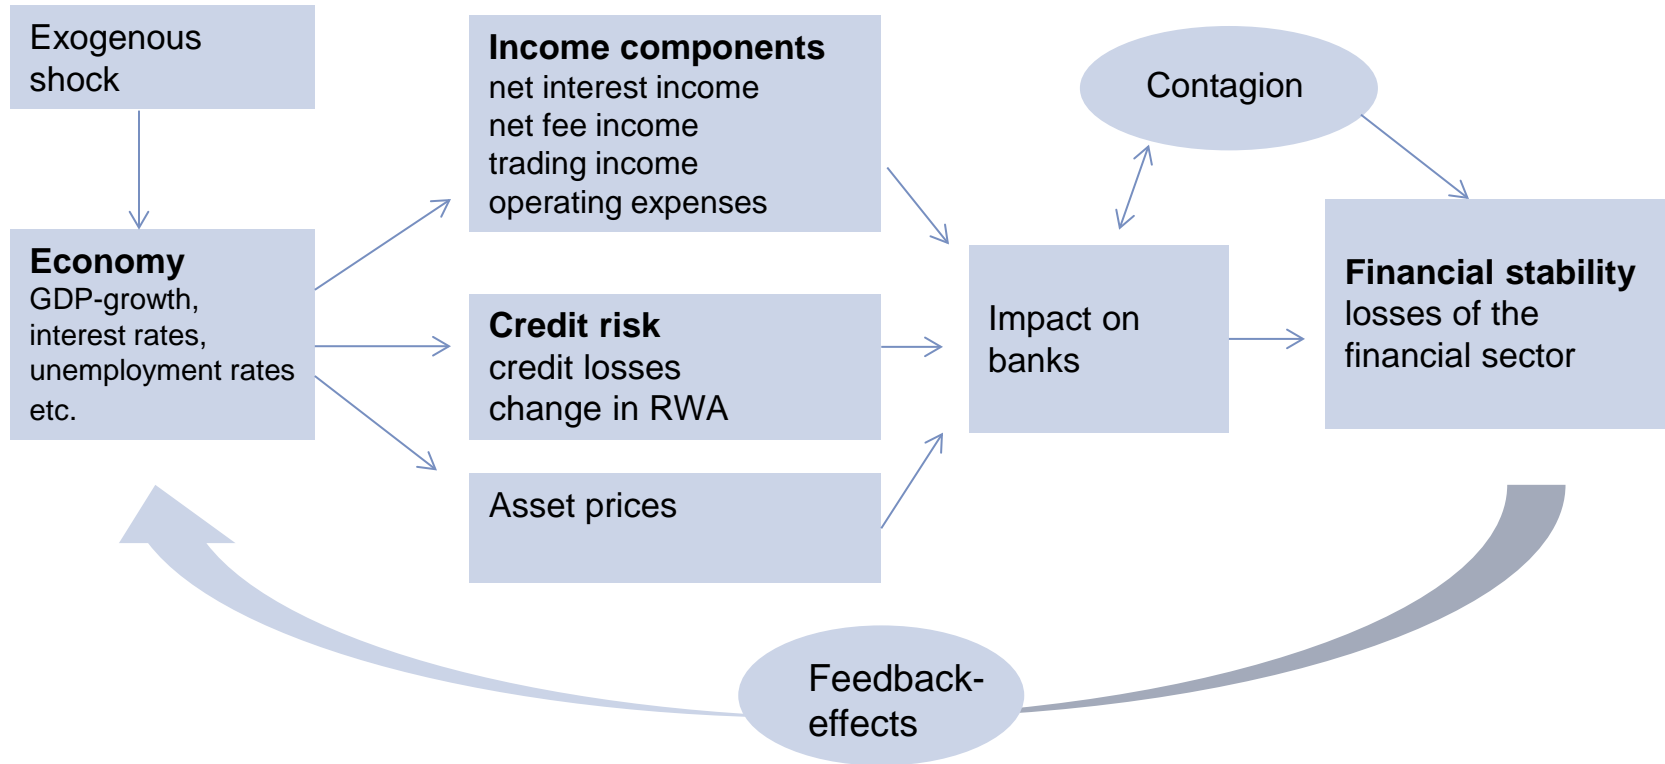 Exogenous
shock
Economy
GDP-growth,
interest rates,
unemployment rates
etc.
Income components
net interest income
net fee income
trading income
operating expenses
Credit risk
credit losses
change in RWA
Asset prices
Impact on
banks
Contagion
Financial stability
losses of the
financial sector
Feedback-
effects